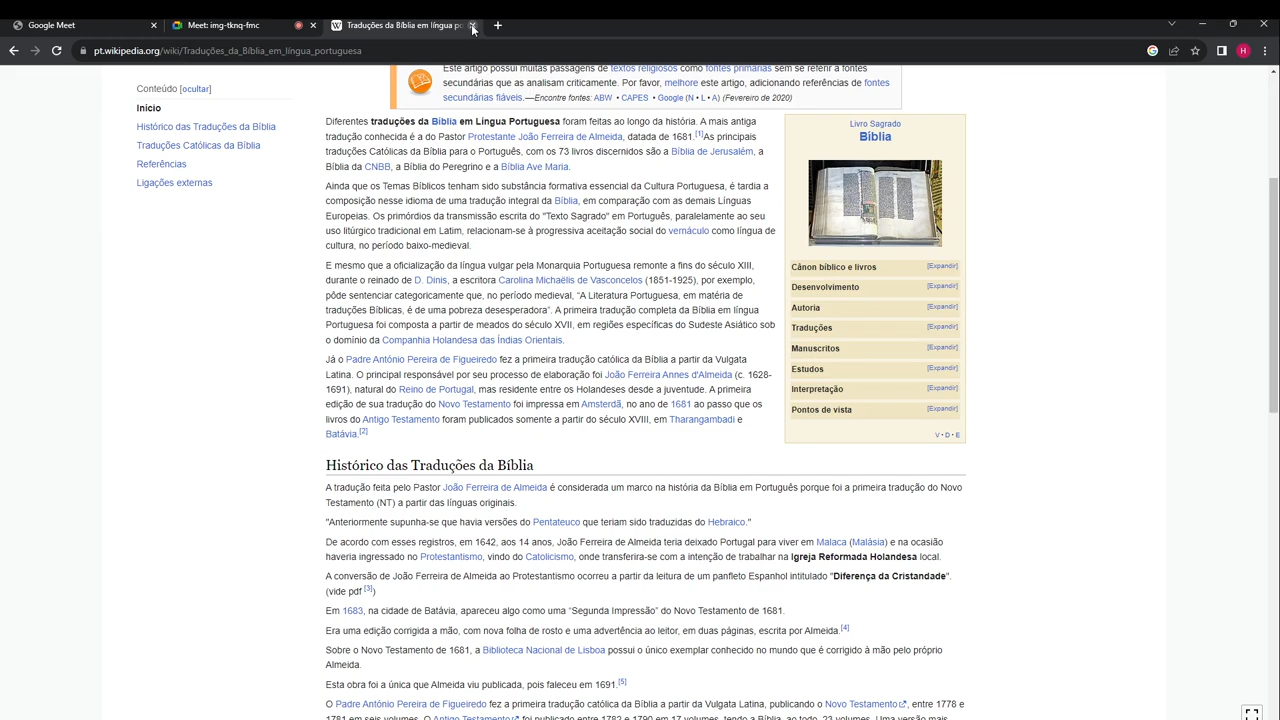 Google Meet
Meet: img-tknq-fmc
Traduções da Bíblia em língua po
pt.wikipedia.org/wiki/Traduções_da_Bíblia_em_língua_portuguesa
H
Conteúdo [ocultar]
Início
Histórico das Traduções da Bíblia
Traduções Católicas da Bíblia
Referências
Ligações externas
Este artigo possui muitas passagens de textos religiosos como fontes primárias sem se referir a fontes
secundárias que as analisam criticamente. Por favor, melhore este artigo, adicionando referências de fontes
secundárias fiáveis.—Encontre fontes: ABW • CAPES • Google (N • L • A) (Fevereiro de 2020)
Diferentes traduções da Bíblia em Língua Portuguesa foram feitas ao longo da história. A mais antiga
tradução conhecida é a do Pastor Protestante João Ferreira de Almeida, datada de 1681.[1]As principais
traduções Católicas da Bíblia para o Português, com os 73 livros discernidos são a Bíblia de Jerusalém, a
Bíblia da CNBB, a Bíblia do Peregrino e a Bíblia Ave Maria.
Ainda que os Temas Bíblicos tenham sido substância formativa essencial da Cultura Portuguesa, é tardia a
composição nesse idioma de uma tradução integral da Bíblia, em comparação com as demais Línguas
Europeias. Os primórdios da transmissão escrita do "Texto Sagrado" em Português, paralelamente ao seu
uso litúrgico tradicional em Latim, relacionam-se à progressiva aceitação social do vernáculo como língua de
cultura, no período baixo-medieval.
E mesmo que a oficialização da língua vulgar pela Monarquia Portuguesa remonte a fins do século XIII,
durante o reinado de D. Dinis, a escritora Carolina Michaëlis de Vasconcelos (1851-1925), por exemplo,
pôde sentenciar categoricamente que, no período medieval, “A Literatura Portuguesa, em matéria de
traduções Bíblicas, é de uma pobreza desesperadora”. A primeira tradução completa da Bíblia em língua
Portuguesa foi composta a partir de meados do século XVII, em regiões específicas do Sudeste Asiático sob
o domínio da Companhia Holandesa das Índias Orientais.
Já o Padre António Pereira de Figueiredo fez a primeira tradução católica da Bíblia a partir da Vulgata
Latina. O principal responsável por seu processo de elaboração foi João Ferreira Annes d'Almeida (c. 1628-
1691), natural do Reino de Portugal, mas residente entre os Holandeses desde a juventude. A primeira
edição de sua tradução do Novo Testamento foi impressa em Amsterdã, no ano de 1681 ao passo que os
livros do Antigo Testamento foram publicados somente a partir do século XVIII, em Tharangambadi e
Batávia.[2]
Livro Sagrado
Bíblia
Cânon bíblico e livros [Expandir]
Desenvolvimento [Expandir]
Autoria [Expandir]
Traduções [Expandir]
Manuscritos [Expandir]
Estudos [Expandir]
Interpretação [Expandir]
Pontos de vista [Expandir]
V • D • E
Histórico das Traduções da Bíblia
A tradução feita pelo Pastor João Ferreira de Almeida é considerada um marco na história da Bíblia em Português porque foi a primeira tradução do Novo
Testamento (NT) a partir das línguas originais.
"Anteriormente supunha-se que havia versões do Pentateuco que teriam sido traduzidas do Hebraico."
De acordo com esses registros, em 1642, aos 14 anos, João Ferreira de Almeida teria deixado Portugal para viver em Malaca (Malásia) e na ocasião
haveria ingressado no Protestantismo, vindo do Catolicismo, onde transferira-se com a intenção de trabalhar na Igreja Reformada Holandesa local.
A conversão de João Ferreira de Almeida ao Protestantismo ocorreu a partir da leitura de um panfleto Espanhol intitulado "Diferença da Cristandade".
(vide pdf [3])
Em 1683, na cidade de Batávia, apareceu algo como uma “Segunda Impressão” do Novo Testamento de 1681.
Era uma edição corrigida a mão, com nova folha de rosto e uma advertência ao leitor, em duas páginas, escrita por Almeida.[4]
Sobre o Novo Testamento de 1681, a Biblioteca Nacional de Lisboa possui o único exemplar conhecido no mundo que é corrigido à mão pelo próprio
Almeida.
Esta obra foi a única que Almeida viu publicada, pois faleceu em 1691.[5]
O Padre António Pereira de Figueiredo fez a primeira tradução católica da Bíblia a partir da Vulgata Latina, publicando o Novo Testamento, entre 1778 e
1781 em seis volumes. O Antigo Testamento foi publicado entre 1782 e 1790 em 17 volumes, tendo a Bíblia, ao todo, 23 volumes. Uma versão mais